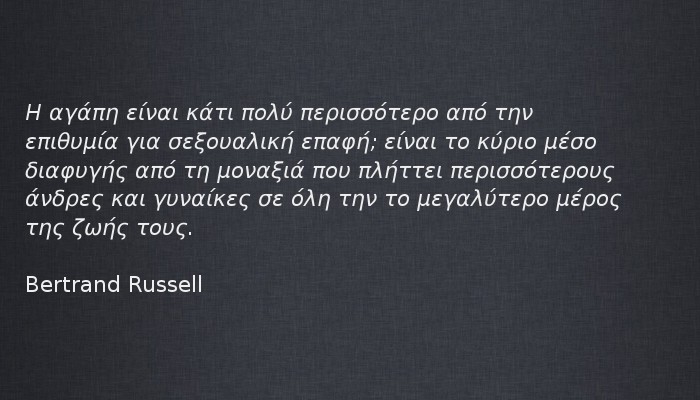 Η αγάπη είναι κάτι πολύ περισσότερο από την
επιθυμία για σεξουαλική επαφή; είναι το κύριο μέσο
διαφυγής από τη μοναξιά που πλήττει περισσότερους
άνδρες και γυναίκες σε όλη την το μεγαλύτερο μέρος
της ζωής τους.
Bertrand Russell